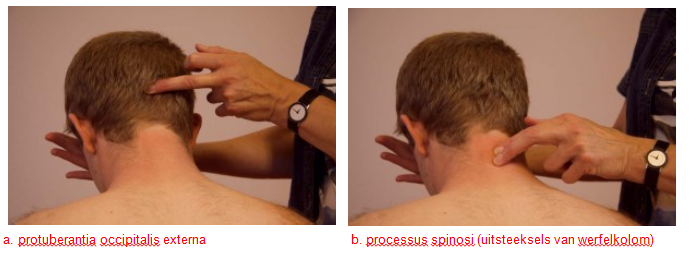 a. protuberantia occipitalis externa
b. processus spinosi (uitsteeksels van werfelkolom)